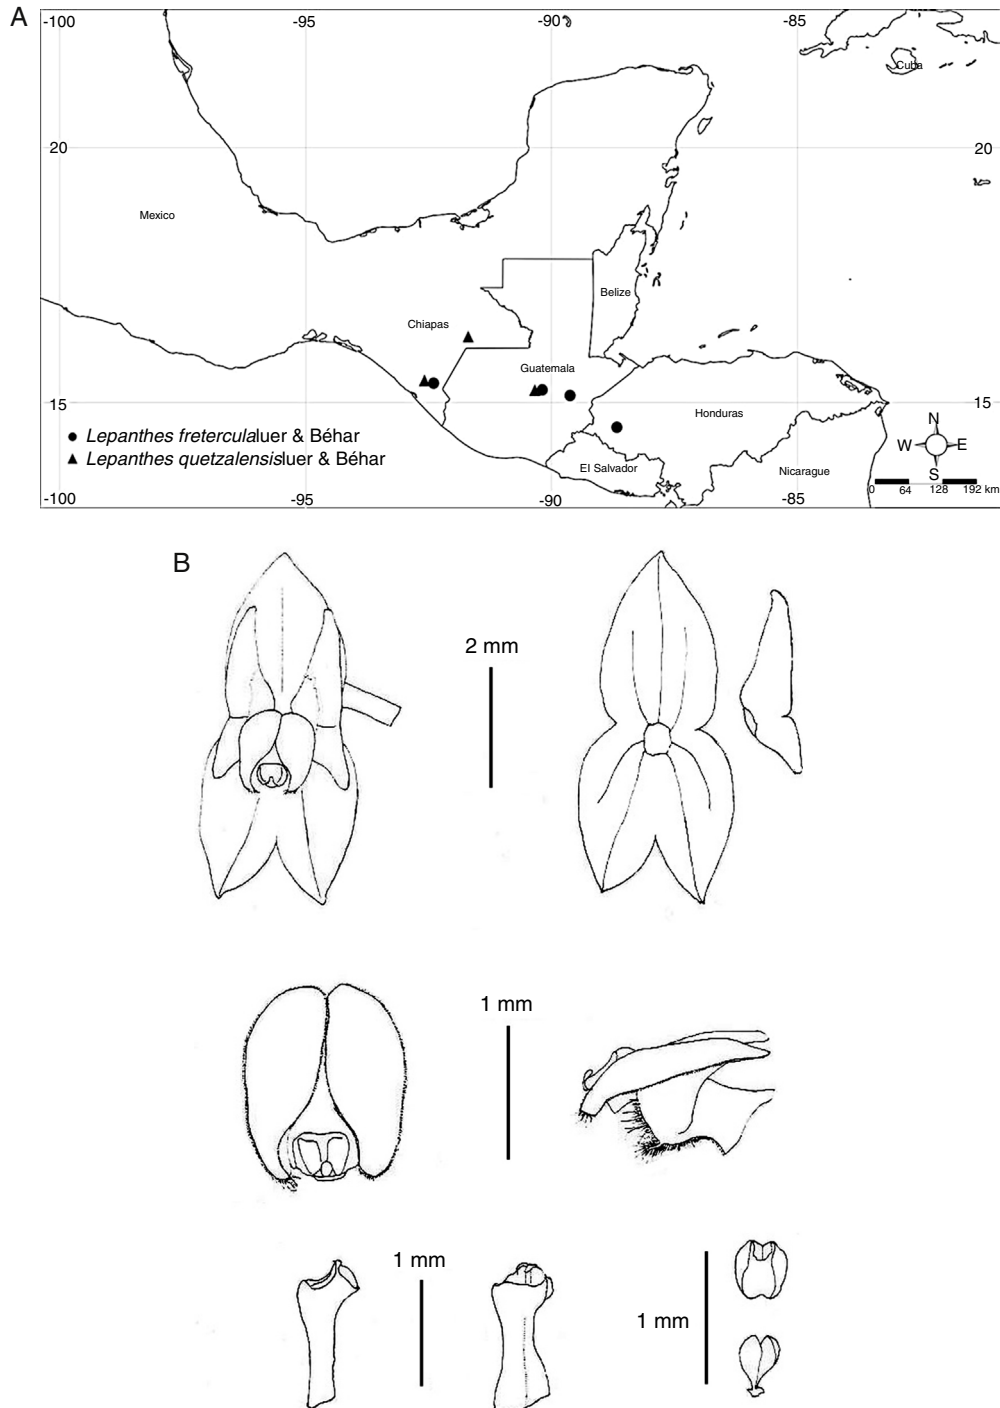 A
-100 -95 -90 -85
Cuba
20 20
Mexico
Belize
Chiapas
Guatemala
15 15
Honduras
Lepanthes freterculaluer & Béhar
Lepanthes quetzalensisluer & Béhar
El Salvador
Nicarague
N
W E
S
0 64 128 192 km
-100 -95 -90 -85
B
2 mm
1 mm
1 mm
1 mm